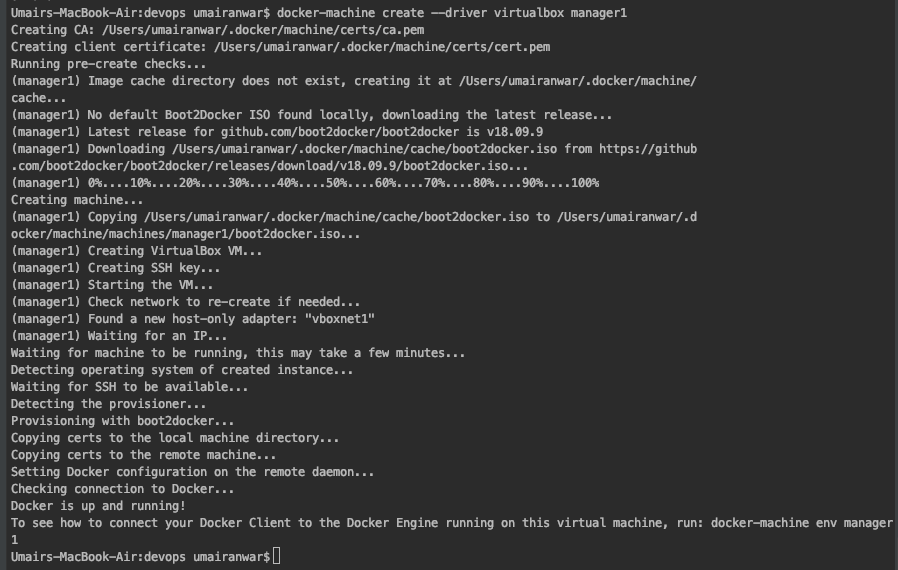 Umairs-MacBook-Air:devops umairanwar$ docker-machine create --driver virtualbox manager1
Creating CA: /Users/umairanwar/.docker/machine/certs/ca.pem
Creating client certificate: /Users/umairanwar/.docker/machine/certs/cert.pem
Running pre-create checks...
(manager1) Image cache directory does not exist, creating it at /Users/umairanwar/.docker/machine/
cache...
(manager1) No default Boot2Docker ISO found locally, downloading the latest release...
(manager1) Latest release for github.com/boot2docker/boot2docker is v18.09.9
(manager1) Downloading /Users/umairanwar/.docker/machine/cache/boot2docker.iso from https://github
.com/boot2docker/boot2docker/releases/download/v18.09.9/boot2docker.iso...
(manager1) 0%....10%....20%....30%....40%....50%....60%....70%....80%....90%....100%
Creating machine...
(manager1) Copying /Users/umairanwar/.docker/machine/cache/boot2docker.iso to /Users/umairanwar/.d
ocker/machine/machines/manager1/boot2docker.iso...
(manager1) Creating VirtualBox VM...
(manager1) Creating SSH key...
(manager1) Starting the VM...
(manager1) Check network to re-create if needed...
(manager1) Found a new host-only adapter: "vboxnet1"
(manager1) Waiting for an IP...
Waiting for machine to be running, this may take a few minutes...
Detecting operating system of created instance...
Waiting for SSH to be available...
Detecting the provisioner...
Provisioning with boot2docker...
Copying certs to the local machine directory...
Copying certs to the remote machine...
Setting Docker configuration on the remote daemon...
Checking connection to Docker...
Docker is up and running!
To see how to connect your Docker Client to the Docker Engine running on this virtual machine, run: docker-machine env manager
1
Umairs-MacBook-Air:devops umairanwar$